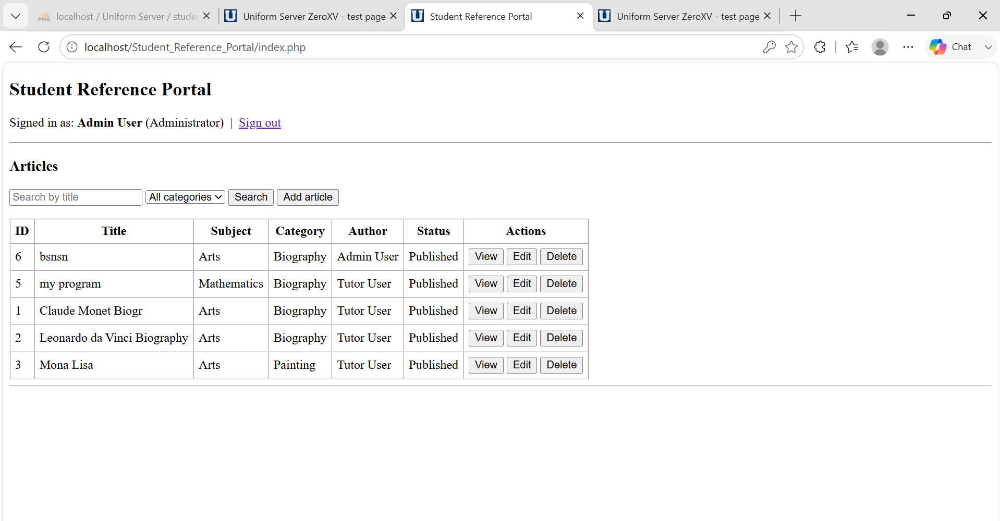 localhost / Uniform Server / stude
Uniform Server ZeroXV - test page
Student Reference Portal
Uniform Server ZeroXV - test page
localhost/Student_Reference_Portal/index.php
Chat
Student Reference Portal
Signed in as: Admin User (Administrator) | Sign out
Articles
Search by title All categories Search Add article
ID Title Subject Category Author Status Actions
6 bsnsn Arts Biography Admin User Published View Edit Delete
5 my program Mathematics Biography Tutor User Published View Edit Delete
1 Claude Monet Biogr Arts Biography Tutor User Published View Edit Delete
2 Leonardo da Vinci Biography Arts Biography Tutor User Published View Edit Delete
3 Mona Lisa Arts Painting Tutor User Published View Edit Delete